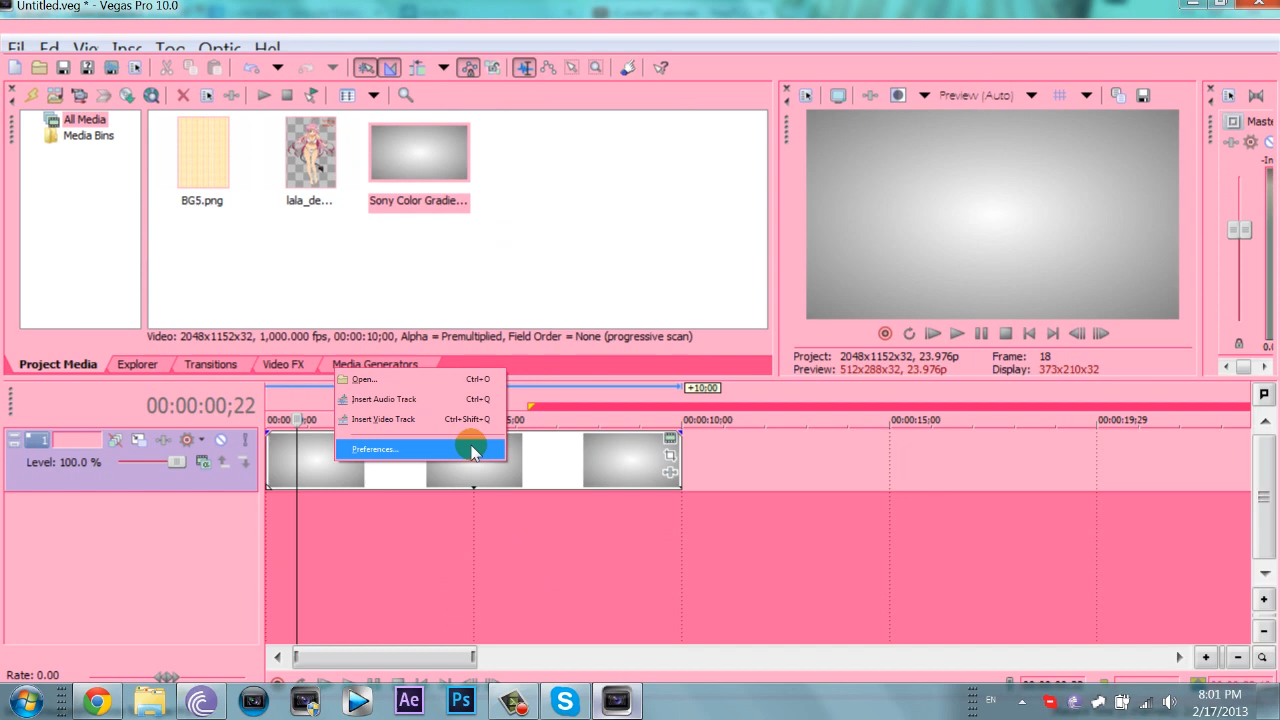 Untitled.veg * - Vegas Pro 10.0
Preview (Auto)
All Media
Media Bins
BG5.png
lala_de...
Sony Color Gradie...
Video: 2048x1152x32, 1,000.000 fps, 00:00:10;00, Alpha = Premultiplied, Field Order = None (progressive scan)
Project Media Explorer Transitions Video FX Media Generators
Project: 2048x1152x32, 23.976p Frame: 18
Preview: 512x288x32, 23.976p Display: 373x210x32
Maste
-In
00:00:00;22
+10:00
00:00:10;00 00:00:15;00 00:00:19;29
Open... Ctrl+O
Insert Audio Track Ctrl+Q
Insert Video Track Ctrl+Shift+Q
Preferences...
1
Level: 100.0 %
Rate: 0.00
Ae Ps
EN
8:01 PM
2/17/2013